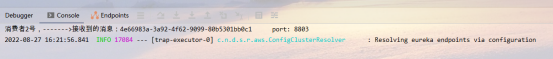 Debugger Console Endpoints
消费者2号,------->接收到的消息:4e66983a-3a92-4f62-9099-80b5301bb0c1 port: 8803
2022-08-27 16:21:56.841 INFO 17084 --- [trap-executor-0] c.n.d.s.r.aws.ConfigClusterResolver : Resolving eureka endpoints via configuration